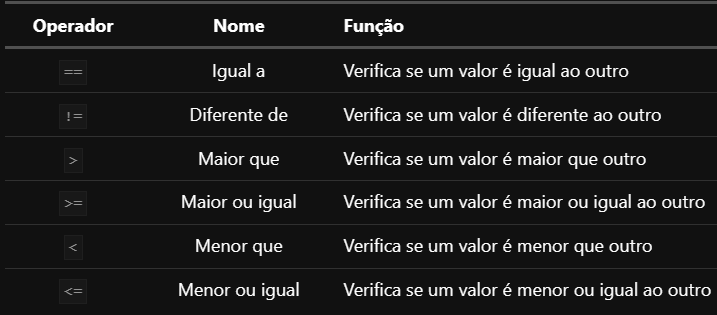 Operador Nome Função
== Igual a Verifica se um valor é igual ao outro
!= Diferente de Verifica se um valor é diferente ao outro
> Maior que Verifica se um valor é maior que outro
>= Maior ou igual Verifica se um valor é maior ou igual ao outro
< Menor que Verifica se um valor é menor que outro
<= Menor ou igual Verifica se um valor é menor ou igual ao outro